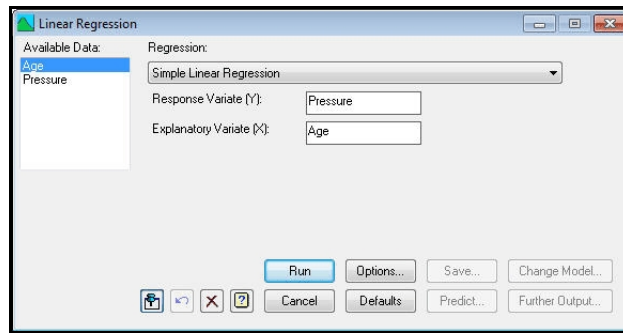 Linear Regression
Available Data:
Age
Pressure
Regression:
Simple Linear Regression
Response Variate (Y):
Pressure
Explanatory Variate (X):
Age
Run
Options...
Save...
Change Model...
Cancel
Defaults
Predict...
Further Output...